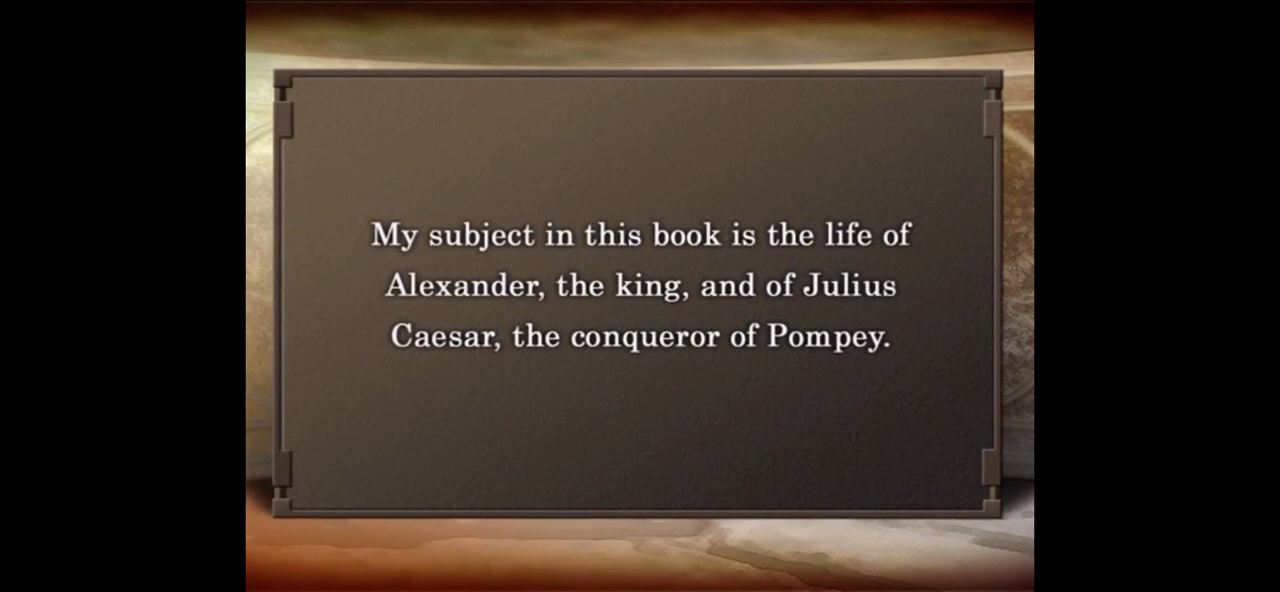 My subject in this book is the life of
Alexander, the king, and of Julius
Caesar, the conqueror of Pompey.